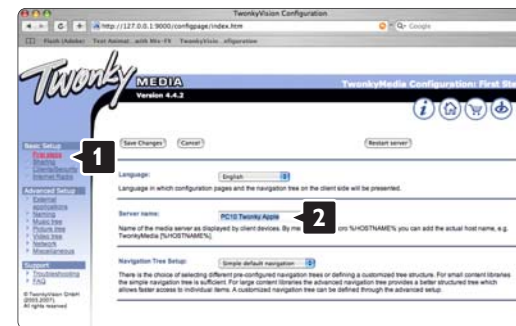 TwonkyVision Configuration
http://127.0.0.1:9000/configpage/index.htm
Google
Flash (Adobe) Text Animat...with Mix-FX TwonkyVisio...nfiguration
Twonky MEDIA
Version 4.4.2
TwonkyMedia Configuration: First Ste
Basic Setup
First steps
Sharing
Clients/Security
Internet Radio
Advanced Setup
External
applications
Naming
Music tree
Picture tree
Video tree
Network
Miscellaneous
Support
Troubleshooting
FAQ
© TwonkyVision GmbH
(2003,2007).
All rights reserved
1
Save Changes Cancel Restart server
Language: English
Language in which configuration pages and the navigation tree on the client side will be presented.
Server name: PC10 Twonky Apple
2
Name of the media server as displayed by client devices. By me cro %HOSTNAME% you can add the actual host name, e.g.
TwonkyMedia [%HOSTNAME%].
Navigation Tree Setup: Simple default navigation
There is the choice of selecting different pre-configured navigation trees or defining a customized tree structure. For small content libraries
the simple navigation tree is sufficient. For large content libraries the advanced navigation tree provides a better structured tree which
allows faster access to individual items. A customized navigation tree can be defined through the advanced setup.